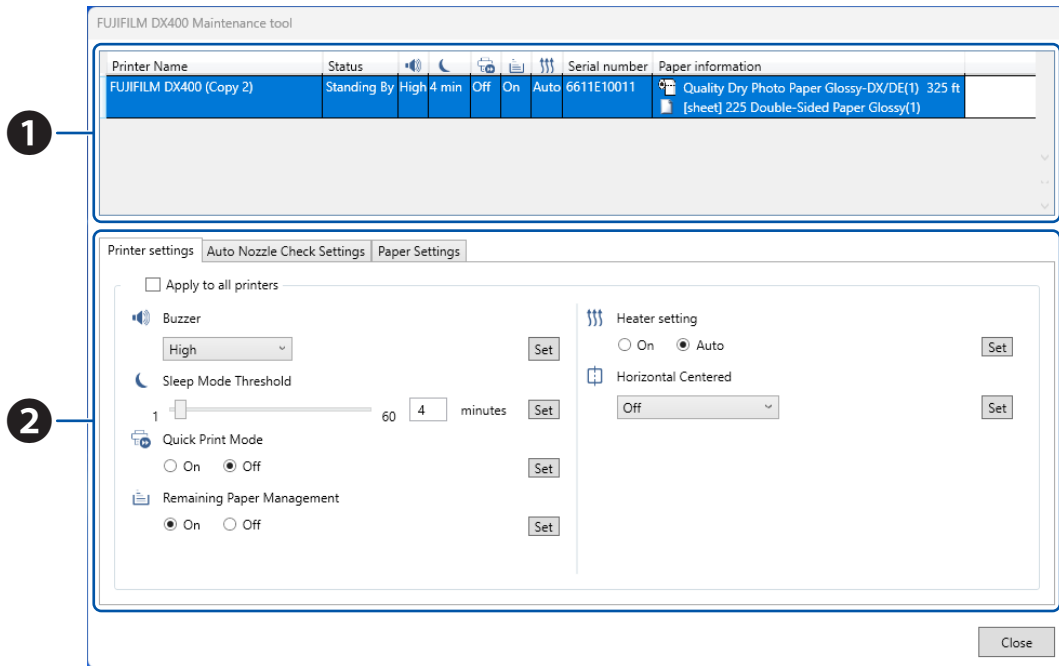 FUJIFILM DX400 Maintenance tool
1
Printer Name Status Serial number Paper information
FUJIFILM DX400 (Copy 2) Standing By High 4 min Off On Auto 6611E10011 Quality Dry Photo Paper Glossy-DX/DE(1) 325 ft
[sheet] 225 Double-Sided Paper Glossy(1)
2
Printer settings Auto Nozzle Check Settings Paper Settings
Apply to all printers
Buzzer
High Set
Sleep Mode Threshold
1 60 4 minutes Set
Quick Print Mode
On Off Set
Remaining Paper Management
On Off Set
Heater setting
On Auto Set
Horizontal Centered
Off Set
Close